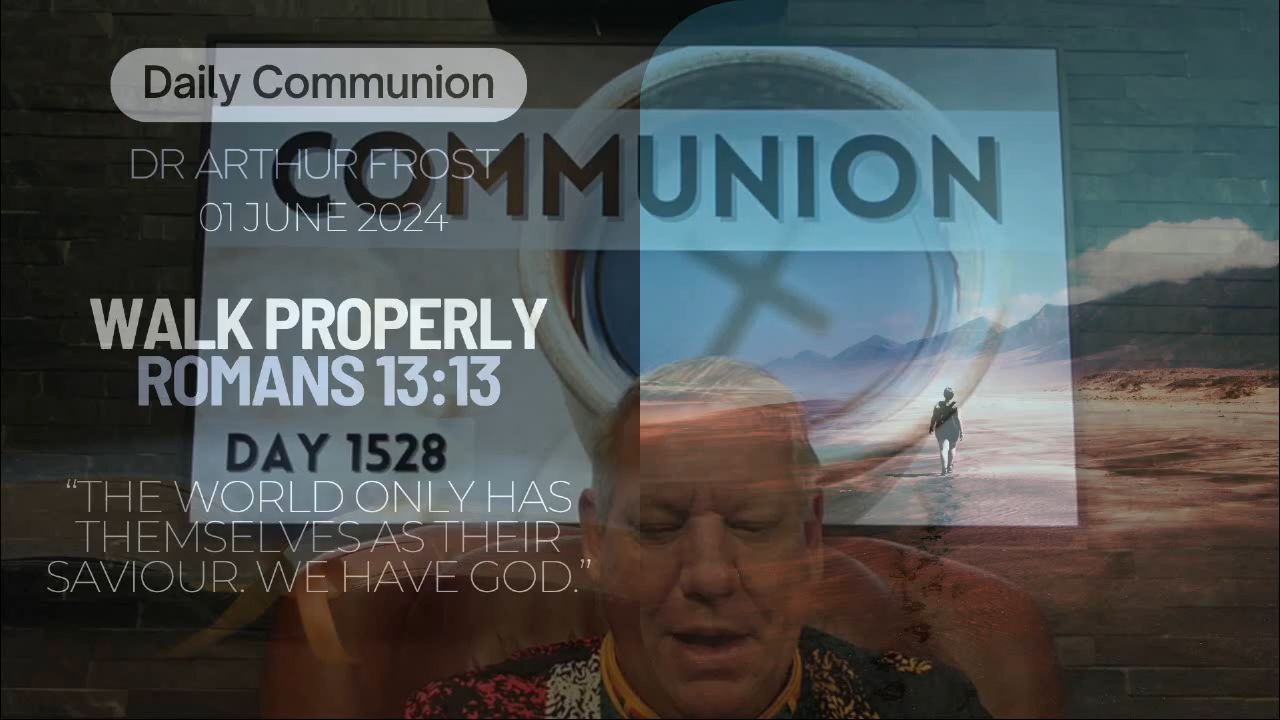 Daily Communion
COMMUNION
DR ARTHUR FROST
01 JUNE 2024
WALK PROPERLY
ROMANS 13:13
DAY 1528
“THE WORLD ONLY HAS
THEMSELVES AS THEIR
SAVIOUR. WE HAVE GOD.”